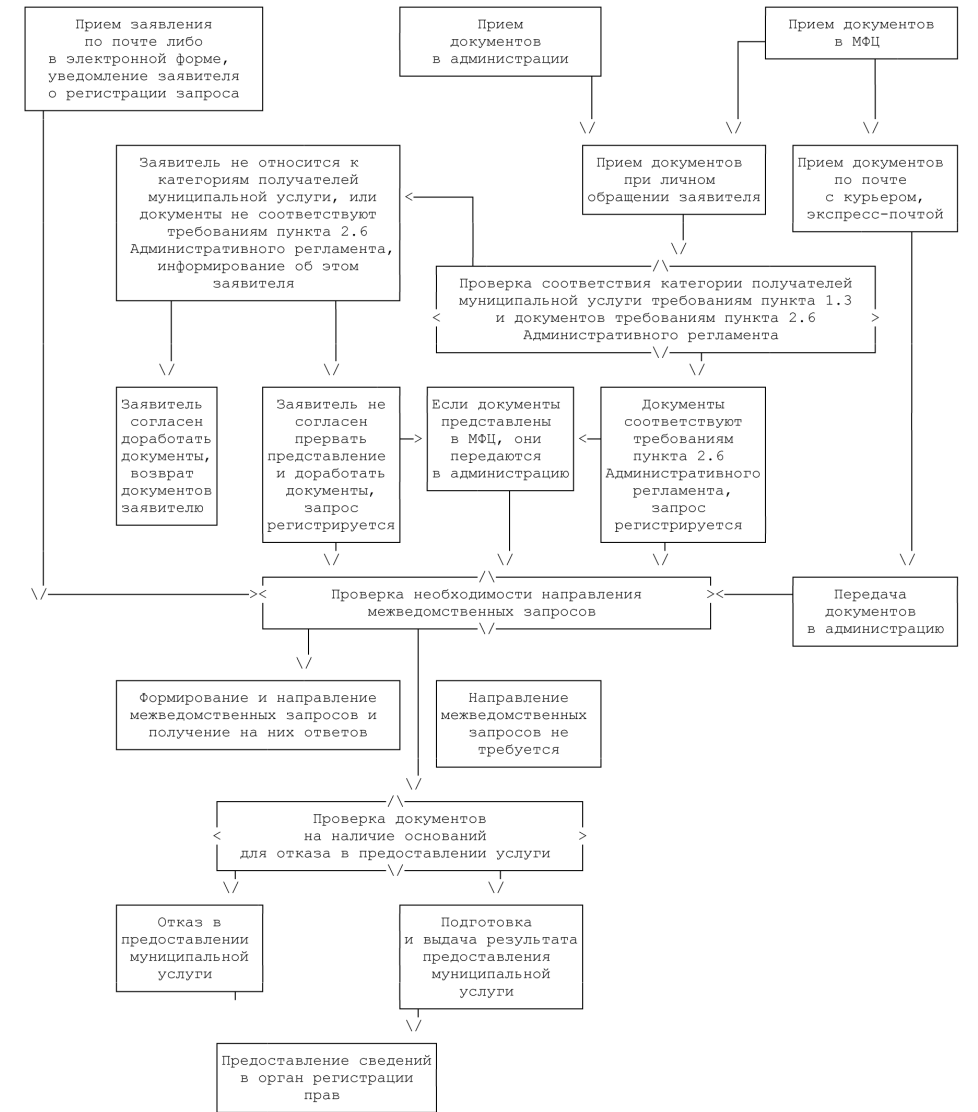 Прием заявления
по почте либо
в электронной форме,
уведомление заявителя
о регистрации запроса
Прием
документов
в администрации
Прием документов
в МФЦ
Заявитель не относится к
категориям получателей
муниципальной услуги, или
документы не соответствуют
требованиям пункта 2.6
Административного регламента,
информирование об этом
заявителя
Прием документов
при личном
обращении заявителя
Прием документов
по почте
с курьером,
экспресс-почтой
Проверка соответствия категории получателей
муниципальной услуги требованиям пункта 1.3
и документов требованиям пункта 2.6
Административного регламента
Заявитель
согласен
доработать
документы,
возврат
документов
заявителю
Заявитель не
согласен
прервать
представление
и доработать
документы,
запрос
регистрируется
Если документы
представлены
в МФЦ, они
передаются
в администрацию
Документы
соответствуют
требованиям
пункта 2.6
Административного
регламента,
запрос
регистрируется
Проверка необходимости направления
межведомственных запросов
Передача
документов
в администрацию
Формирование и направление
межведомственных запросов и
получение на них ответов
Направление
межведомственных
запросов не
требуется
Проверка документов
на наличие оснований
для отказа в предоставлении услуги
Отказ в
предоставлении
муниципальной
услуги
Подготовка
и выдача результата
предоставления
муниципальной
услуги
Предоставление сведений
в орган регистрации
прав